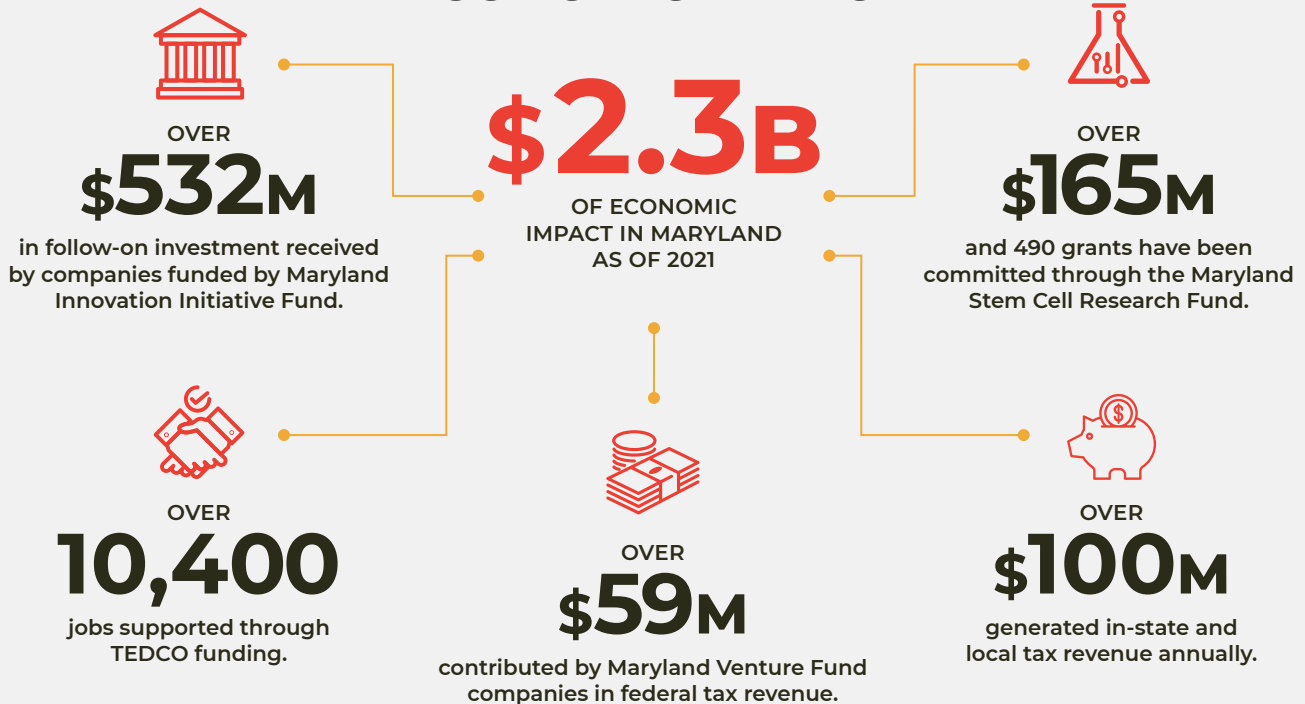 $2.3B
OF ECONOMIC
IMPACT IN MARYLAND
AS OF 2021
OVER
$532M
in follow-on investment received
by companies funded by Maryland
Innovation Initiative Fund.
OVER
$165M
and 490 grants have been
committed through the Maryland
Stem Cell Research Fund.
OVER
10,400
jobs supported through
TEDCO funding.
OVER
$59M
contributed by Maryland Venture Fund
companies in federal tax revenue.
$
OVER
$100M
generated in-state and
local tax revenue annually.